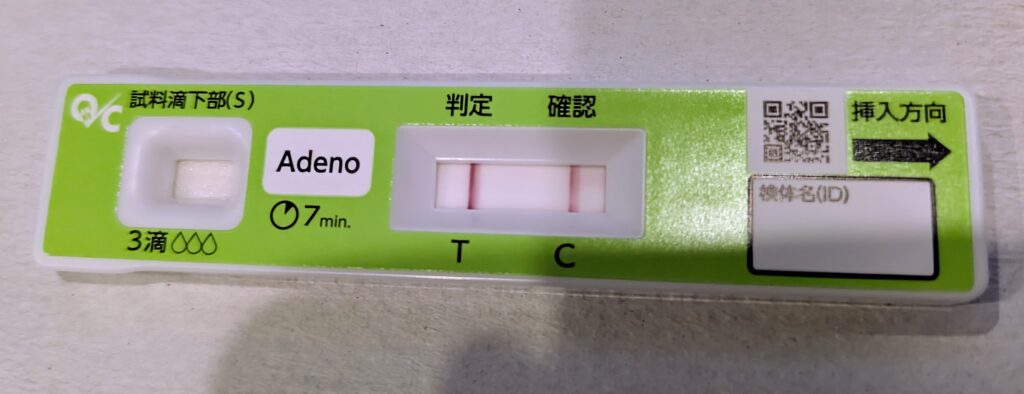 Q/C
試料滴下部(S)
3滴
Adeno
7min.
判定 確認
T C
挿入方向
検体名(ID)